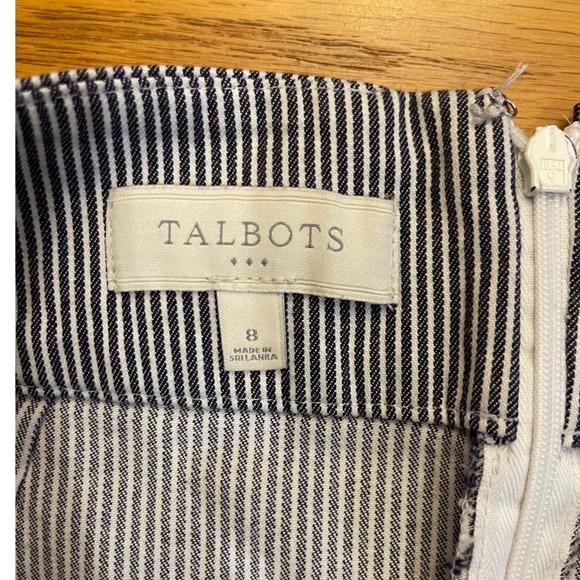 TALBOTS
8
MADE IN
SRI LANKA